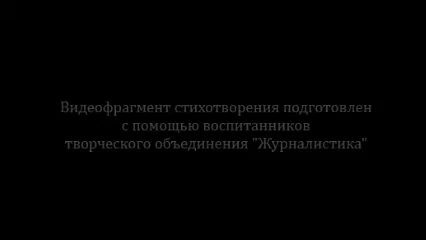 Видеофрагмент стихотворения подготовлен
с помощью воспитанников
творческого объединения "Журналистика"